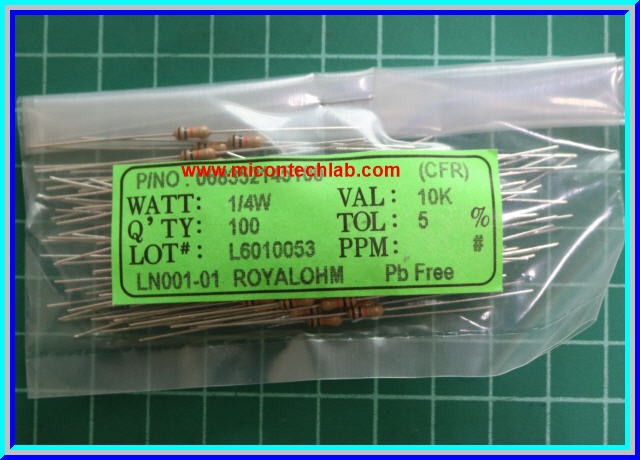 www.micontechlab.com
P/NO : (CFR)
WATT: 1/4W VAL: 10K
Q'TY: 100 TOL: 5 %
LOT#: L6010053 PPM: #
LN001-01 ROYALOHM Pb Free